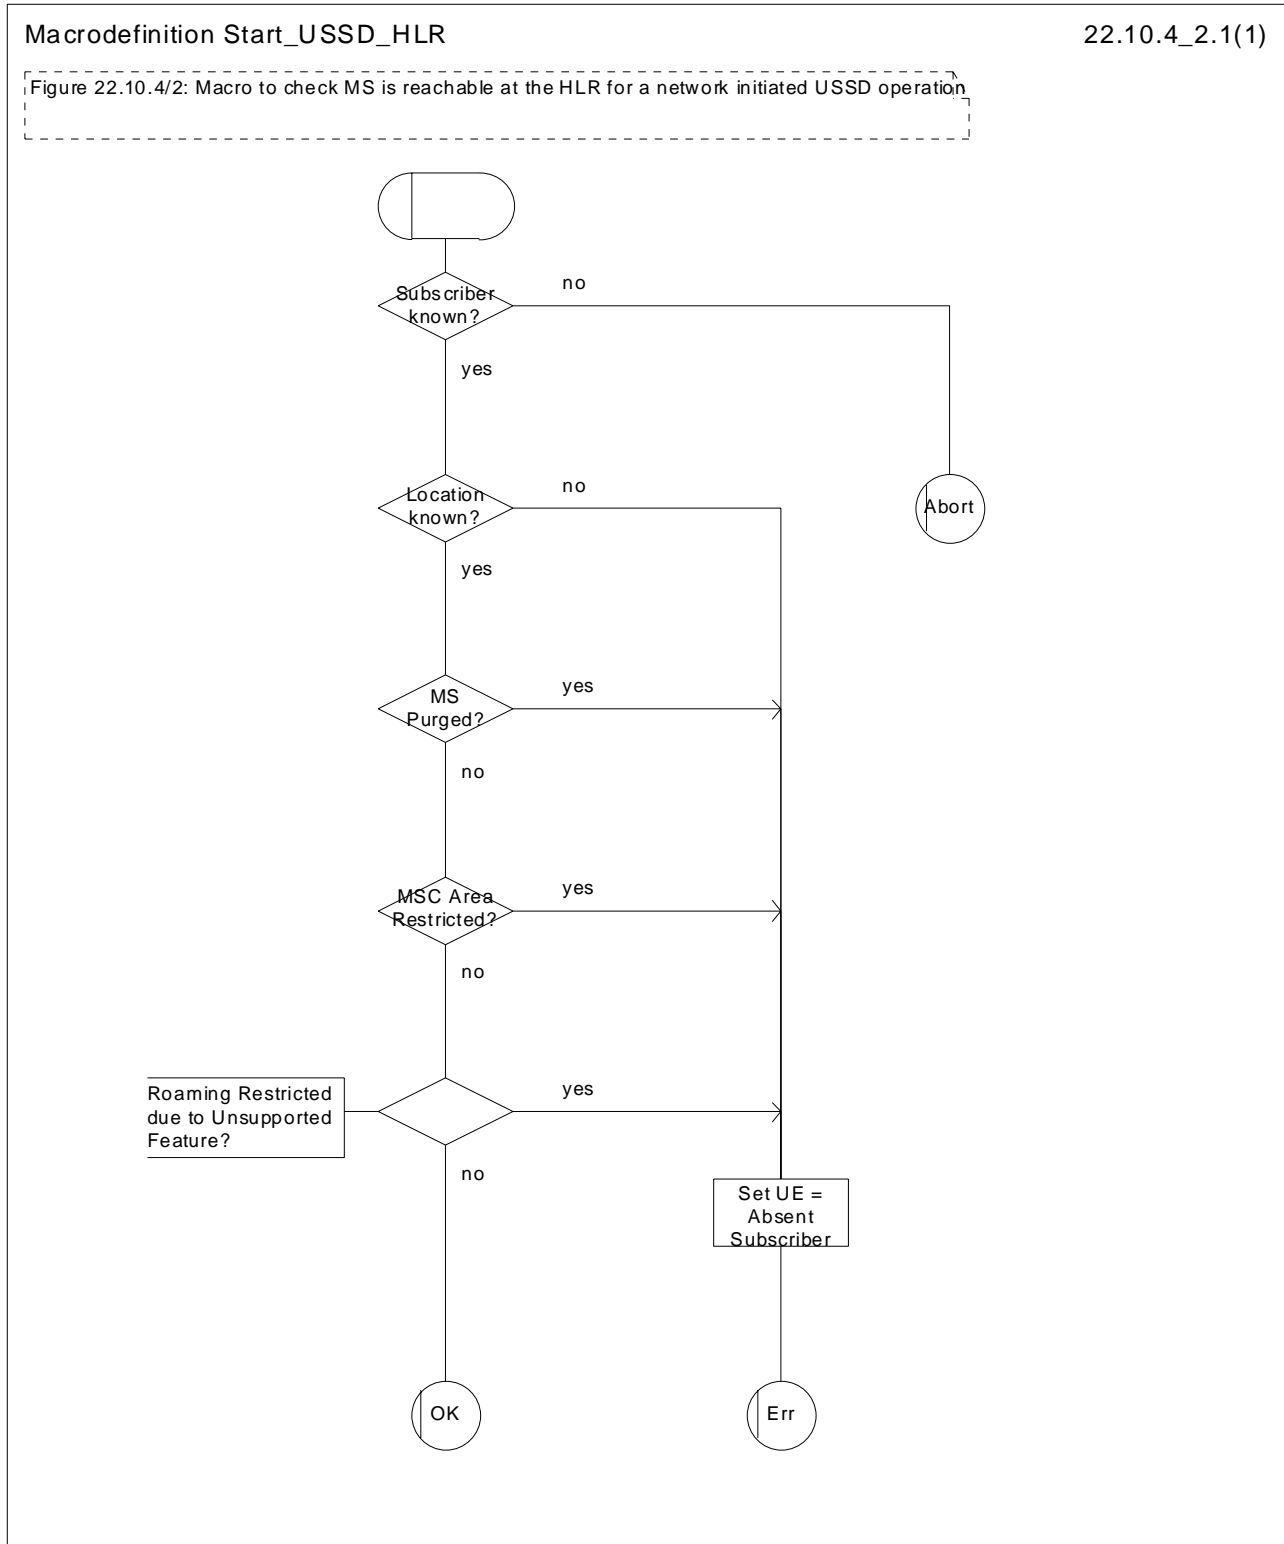 Macrodefinition Start_USSD_HLR
22.10.4_2.1(1)
Figure 22.10.4/2: Macro to check MS is reachable at the HLR for a network initiated USSD operation
Subscriber
known?
no
yes
Location
known?
no
Abort
yes
MS
Purged?
yes
no
MSC Area
Restricted?
yes
no
Roaming Restricted
due to Unsupported
Feature?
yes
no
Set UE =
Absent
Subscriber
OK
Err